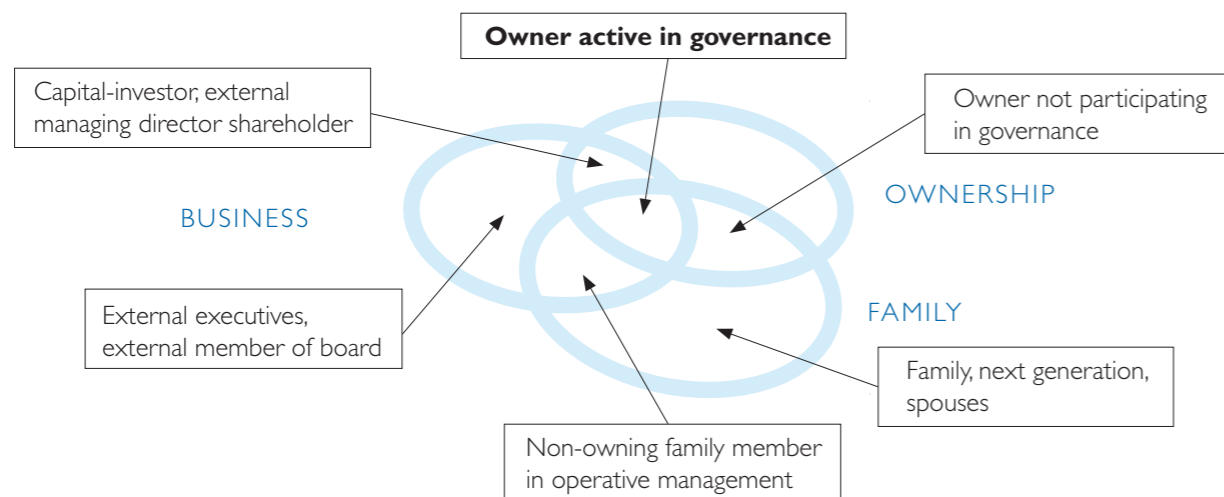 Owner active in governance
Capital-investor, external
managing director shareholder
Owner not participating
in governance
BUSINESS
OWNERSHIP
External executives,
external member of board
FAMILY
Family, next generation,
spouses
Non-owning family member
in operative management